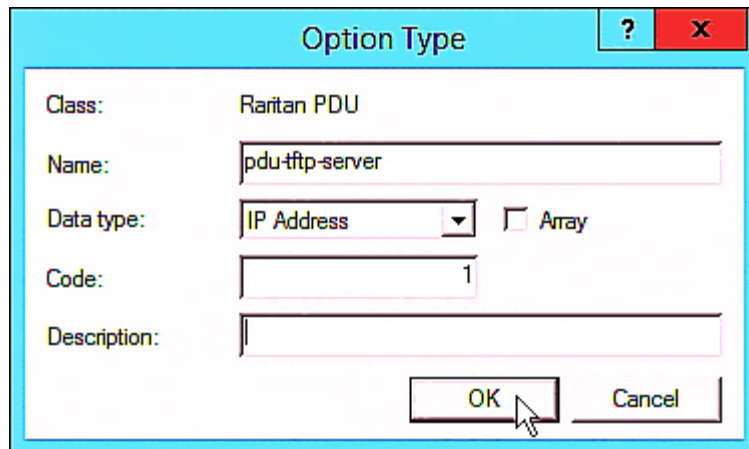 Option Type ? x
Class: Raritan PDU
Name: pdu-tftp-server
Data type: IP Address Array
Code: 1
Description:
OK Cancel